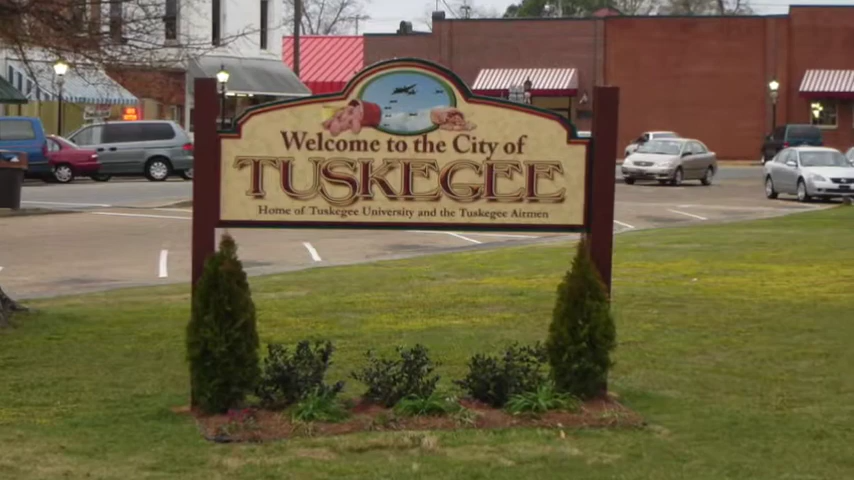 Welcome to the City of
TUSKEGEE
Home of Tuskegee University and the Tuskegee Airmen